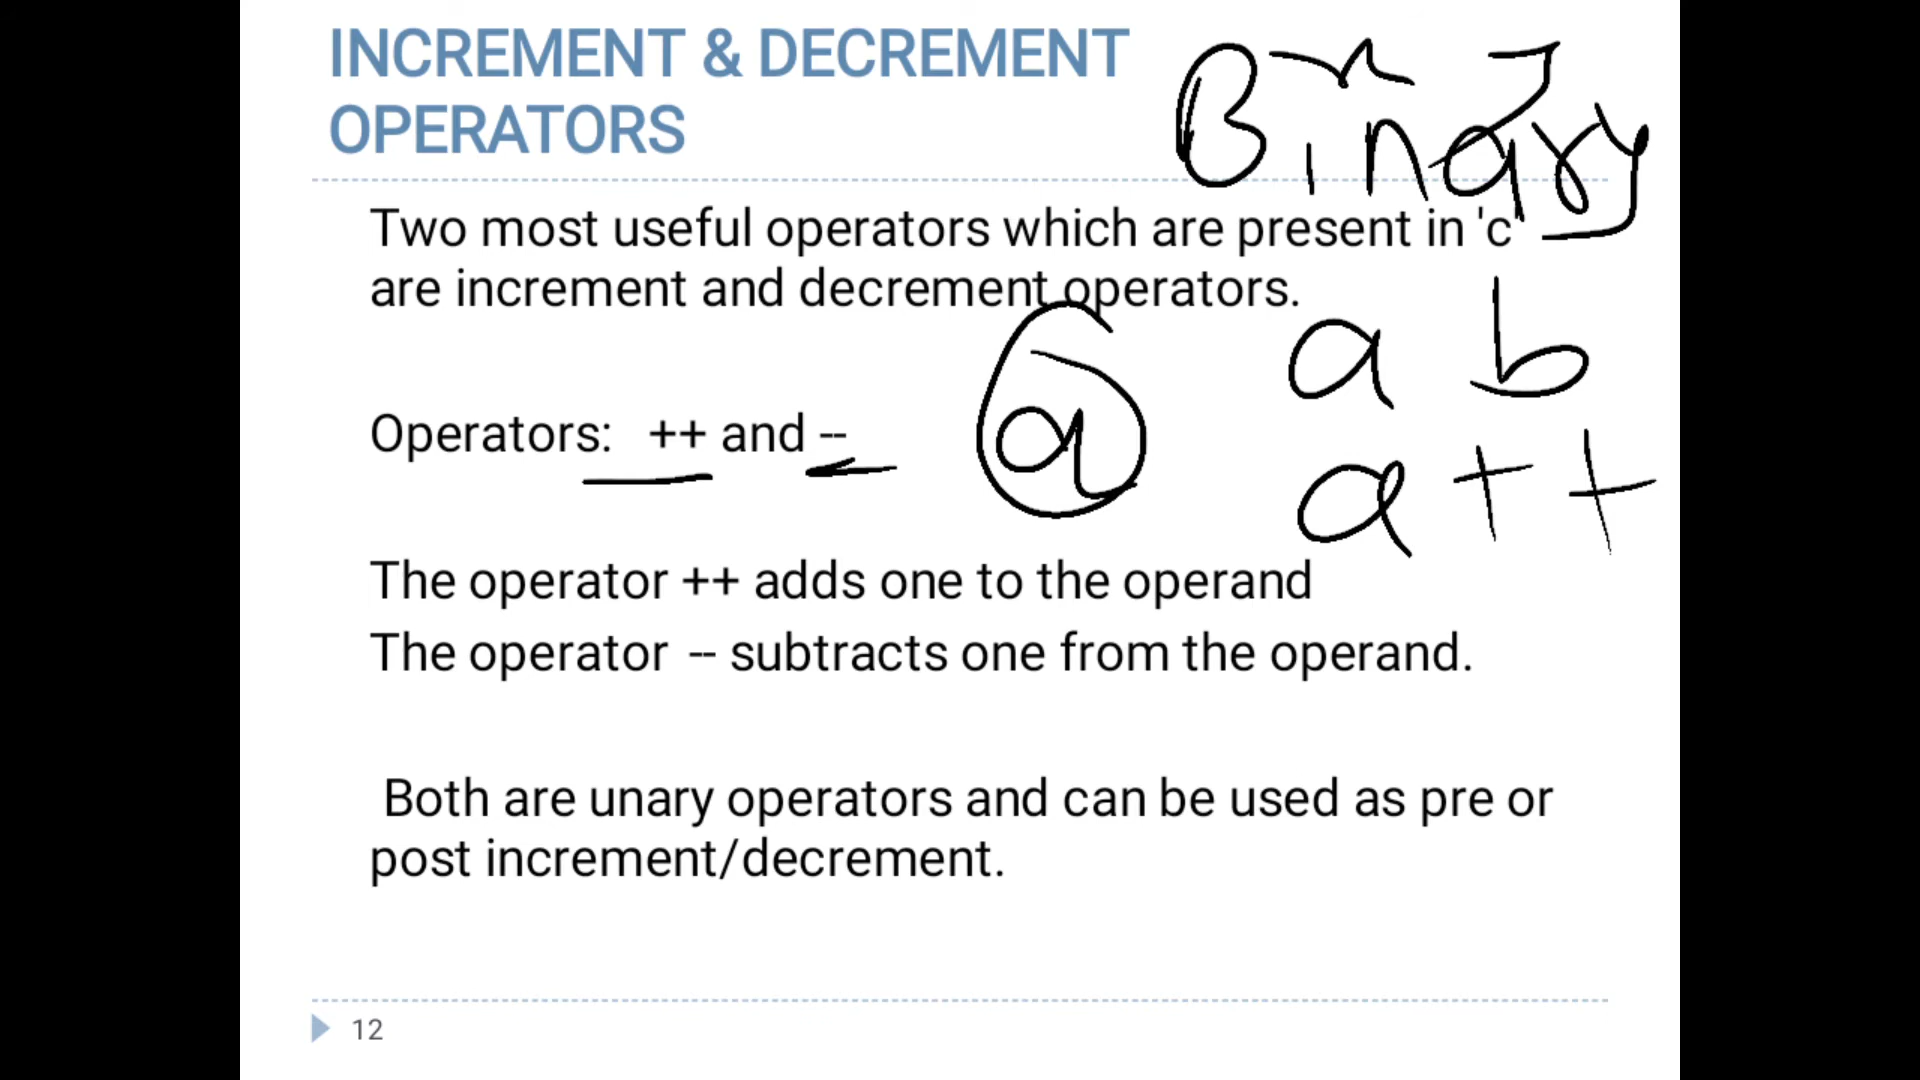 INCREMENT & DECREMENT
OPERATORS
Binary
Two most useful operators which are present in 'c'
are increment and decrement operators.
a b
Operators: ++ and --
a
a++
The operator ++ adds one to the operand
The operator -- subtracts one from the operand.
Both are unary operators and can be used as pre or
post increment/decrement.
12